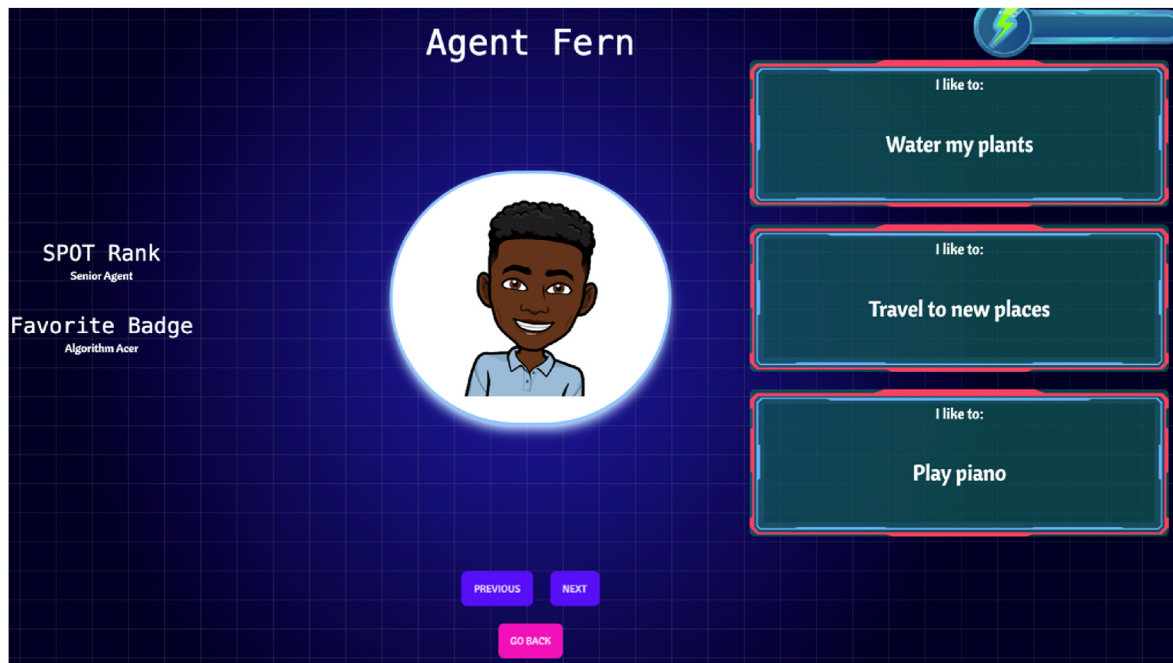 Agent Fern
SPOT Rank
Senior Agent
Favorite Badge
Algorithm Acer
I like to:
Water my plants
I like to:
Travel to new places
I like to:
Play piano
PREVIOUS
NEXT
GO BACK